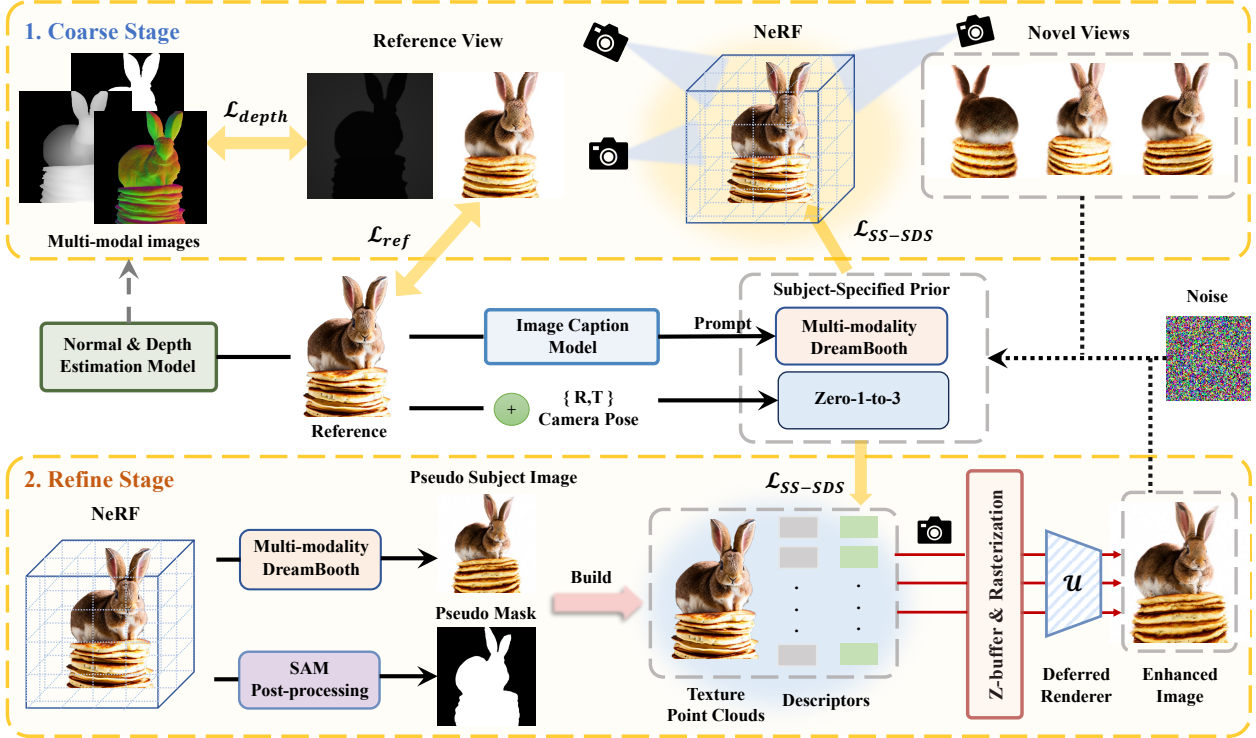 1. Coarse Stage
Reference View
NeRF
Novel Views
ℒdepth
Multi-modal images
ℒref
ℒSS−SDS
Subject-Specified Prior
Noise
Normal & Depth
Estimation Model
Image Caption
Model
Prompt
Multi-modality
DreamBooth
+
{ R,T }
Camera Pose
Zero-1-to-3
Reference
2. Refine Stage
NeRF
Pseudo Subject Image
ℒSS−SDS
Multi-modality
DreamBooth
Build
Pseudo Mask
SAM
Post-processing
Texture
Point Clouds
Descriptors
Z-buffer & Rasterization
𝒰
Deferred
Renderer
Enhanced
Image